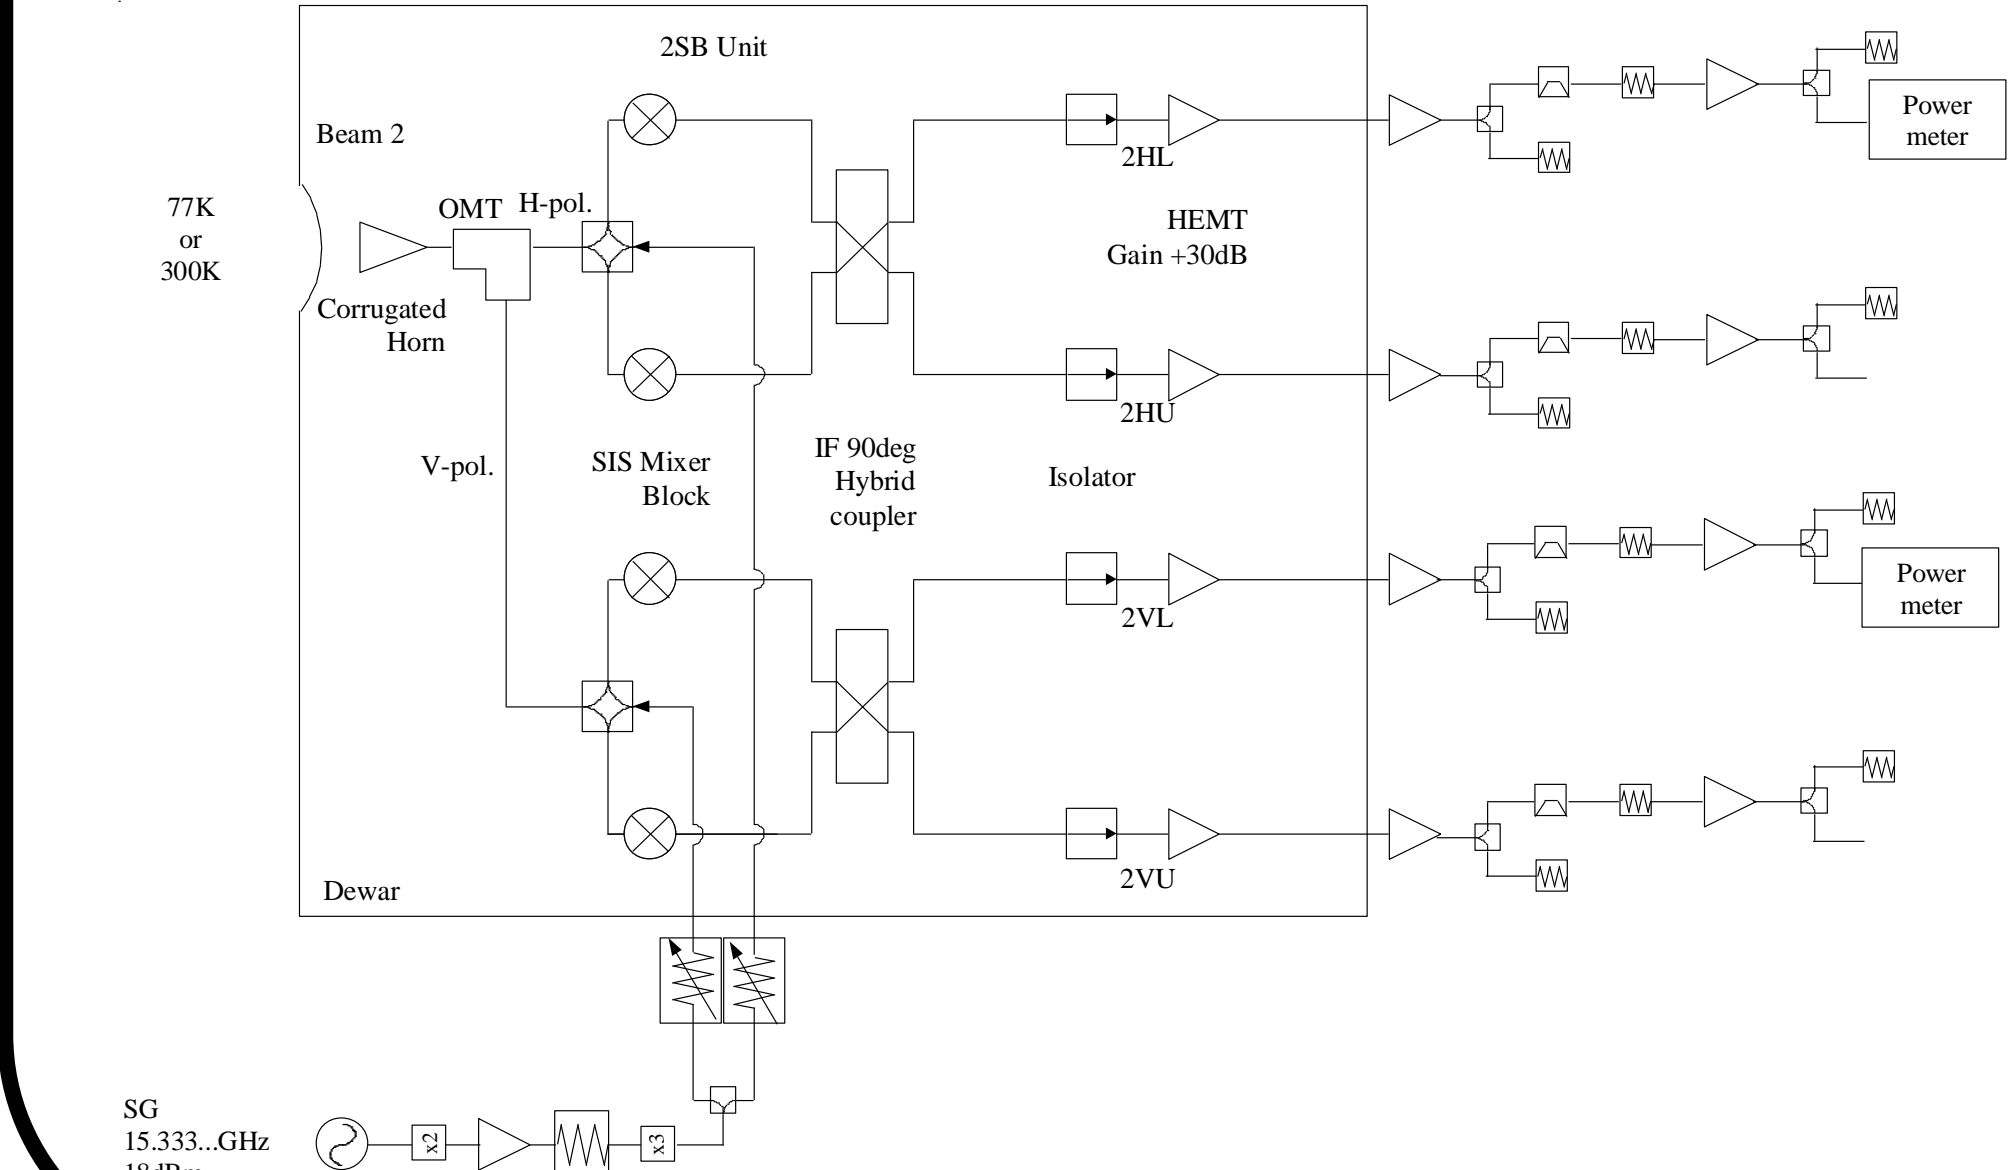 2SB Unit
Beam 2
Power
meter
2HL
77K
or
300K
OMT
H-pol.
HEMT
Gain +30dB
Corrugated
Horn
2HU
V-pol.
SIS Mixer
Block
IF 90deg
Hybrid
coupler
Isolator
Power
meter
2VL
Dewar
2VU
SG
15.333...GHz
18dBm
x2
x3